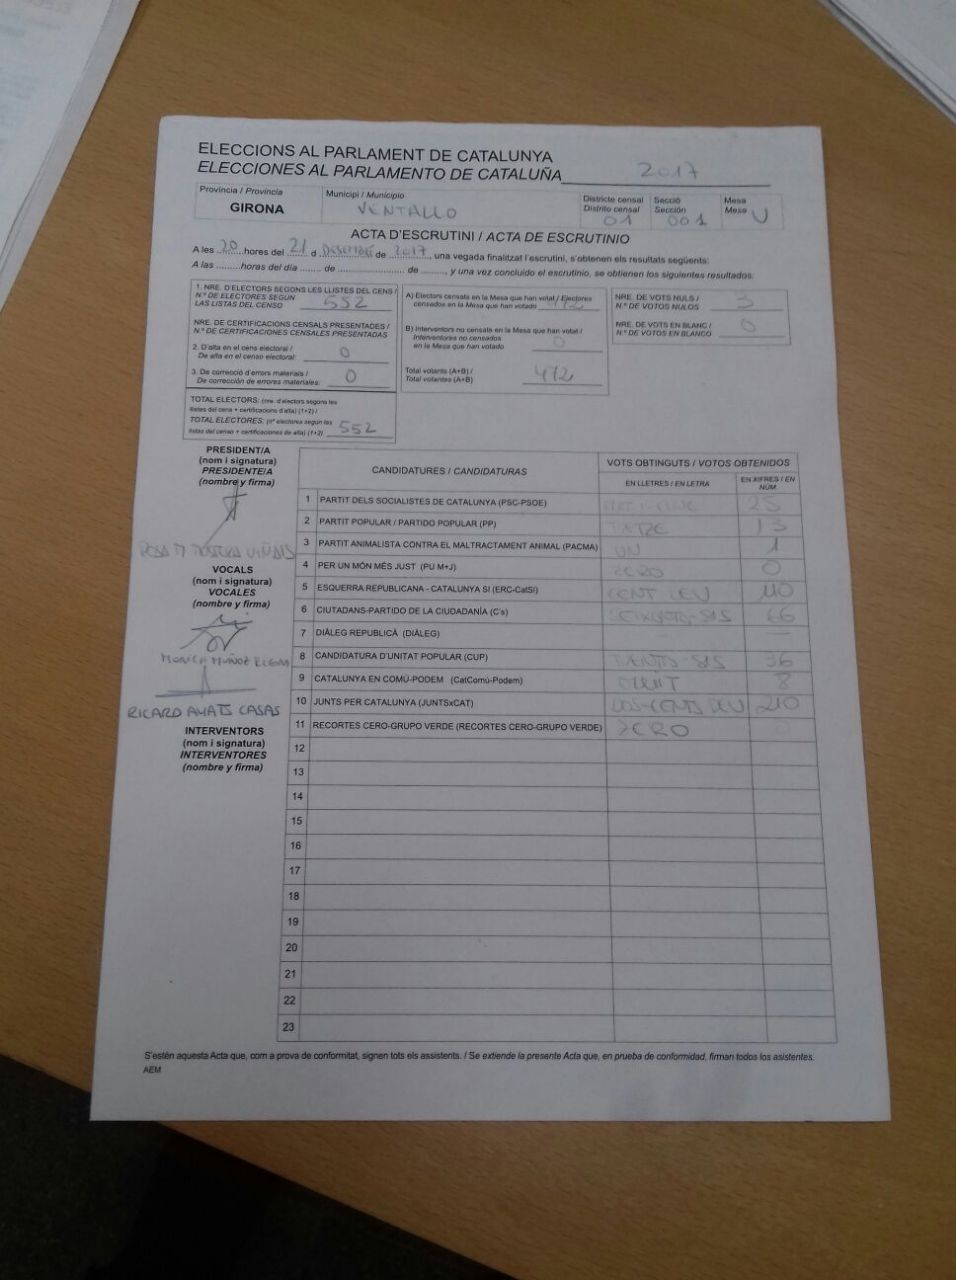 ELECCIONS AL PARLAMENT DE CATALUNYA
ELECCIONES AL PARLAMENTO DE CATALUÑA 2017
Provincia / Provincia
GIRONA
Municipi / Municipio
VENTALLO
Districte censal
Distrito censal
01
Secció
Sección
001
Mesa
Mesa U
ACTA D'ESCRUTINI / ACTA DE ESCRUTINIO
A les 20 hores del 21 d DESEMBRE de 2017, una vegada finalitzat l'escrutini, s'obtenen els resultats següents:
A las ........horas del día ....... de ....................... de ........, y una vez concluido el escrutinio, se obtienen los siguientes resultados:
1. NRE. D'ELECTORS SEGONS LES LLISTES DEL CENS /
N.º DE ELECTORES SEGÚN
LAS LISTAS DEL CENSO 552
NRE. DE CERTIFICACIONS CENSALS PRESENTADES /
N.º DE CERTIFICACIONES CENSALES PRESENTADAS
2. D'alta en el cens electoral /
De alta en el censo electoral: 0
3. De correcció d'errors materials /
De corrección de errores materiales: 0
TOTAL ELECTORS: (nre. d'electors segons les
llistes del cens + certificacions d'alta) (1+2) /
TOTAL ELECTORES: (nº electores según las
listas del censo + certificaciones de alta) (1+2) 552
A) Electors censats en la Mesa que han votat / Electores
censados en la Mesa que han votado 472
B) Interventors no censats en la Mesa que han votat /
Interventores no censados
en la Mesa que han votado 0
Total votants (A+B) /
Total votantes (A+B) 472
NRE. DE VOTS NULS /
N.º DE VOTOS NULOS 3
NRE. DE VOTS EN BLANC /
N.º DE VOTOS EN BLANCO 0
PRESIDENT/A
(nom i signatura)
PRESIDENTE/A
(nombre y firma)
ROSA M VIÑALS
VOCALS
(nom i signatura)
VOCALES
(nombre y firma)
MONICA MUÑOZ
RICARD AYATS CASAS
INTERVENTORS
(nom i signatura)
INTERVENTORES
(nombre y firma)
CANDIDATURES / CANDIDATURAS
VOTS OBTINGUTS / VOTOS OBTENIDOS
EN LLETRES / EN LETRA
EN XIFRES / EN NÚM.
1 PARTIT DELS SOCIALISTES DE CATALUNYA (PSC-PSOE) 25
2 PARTIT POPULAR / PARTIDO POPULAR (PP) TRETZE 13
3 PARTIT ANIMALISTA CONTRA EL MALTRACTAMENT ANIMAL (PACMA) UN 1
4 PER UN MÓN MÉS JUST (PU M+J) ZERO 0
5 ESQUERRA REPUBLICANA - CATALUNYA SI (ERC-CatSí) CENT DEU 110
6 CIUTADANS-PARTIDO DE LA CIUDADANÍA (C's) SEIXANTA-SIS 66
7 DIÀLEG REPUBLICÀ (DIÀLEG) —
8 CANDIDATURA D'UNITAT POPULAR (CUP) TRENTA-SIS 36
9 CATALUNYA EN COMÚ-PODEM (CatComú-Podem) VUIT 8
10 JUNTS PER CATALUNYA (JUNTSxCAT) DOS-CENTS DEU 210
11 RECORTES CERO-GRUPO VERDE (RECORTES CERO-GRUPO VERDE) ZERO 0
12
13
14
15
16
17
18
19
20
21
22
23
S'estén aquesta Acta que, com a prova de conformitat, signen tots els assistents. / Se extiende la presente Acta que, en prueba de conformidad, firman todos los asistentes.
AEM